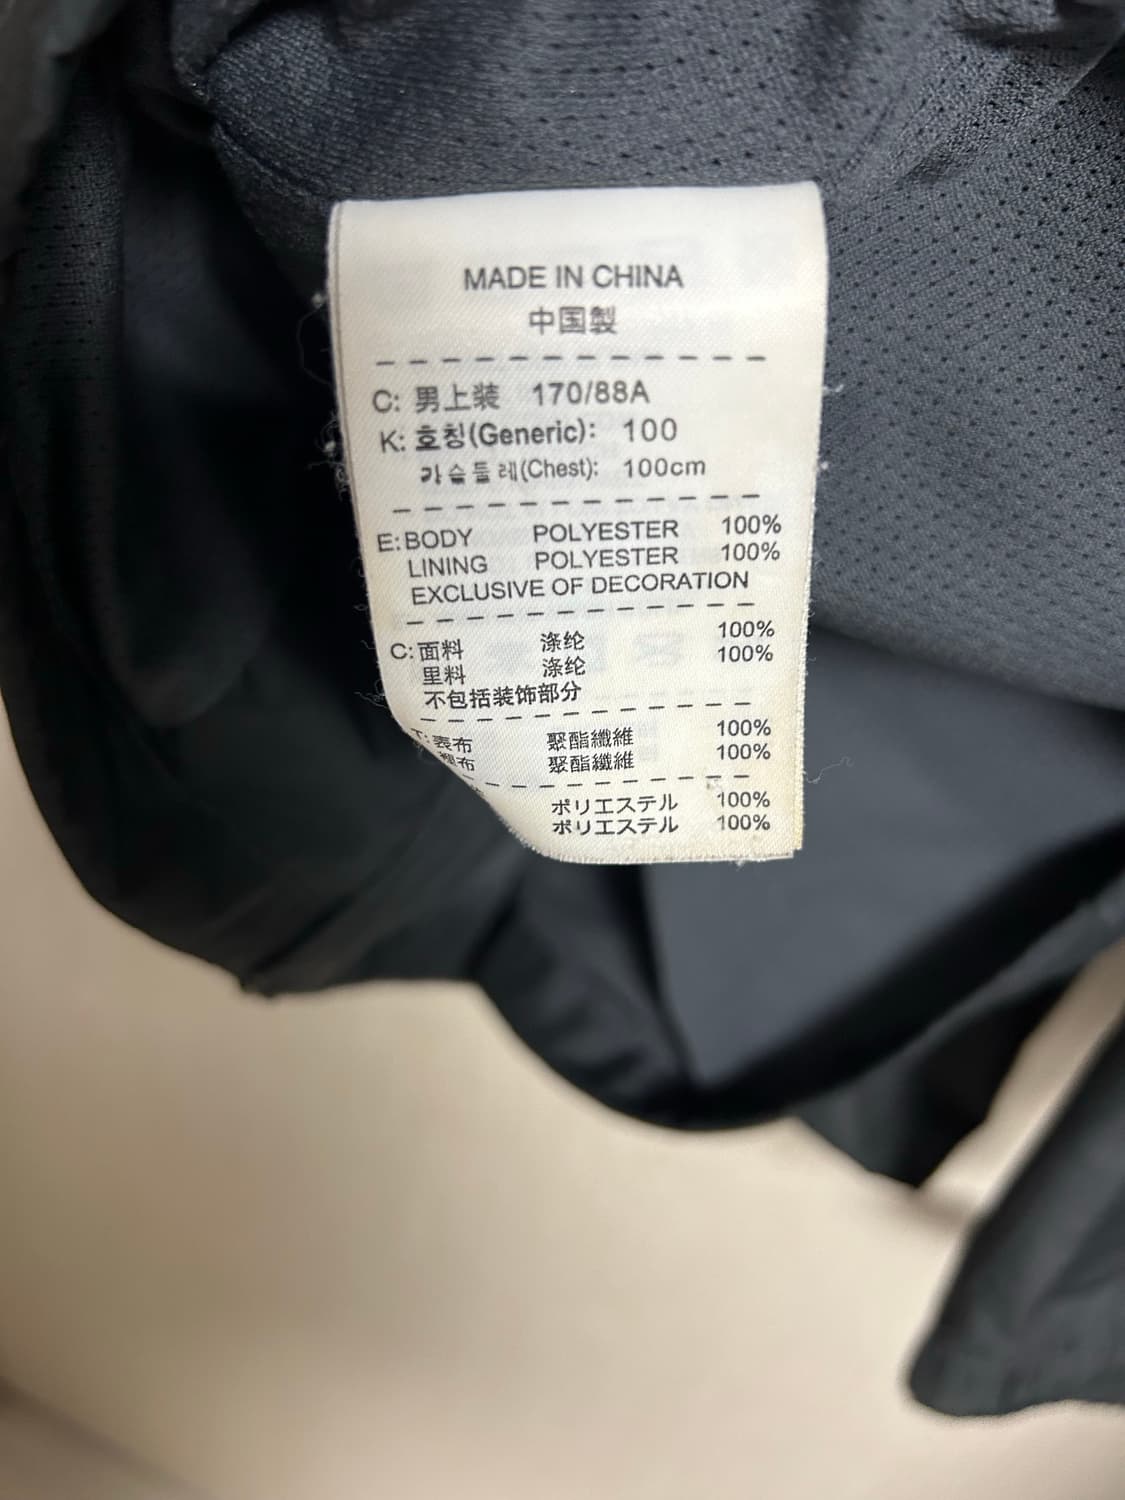 MADE IN CHINA
中国製
C: 男上装 170/88A
K: 호칭(Generic): 100
가슴둘레(Chest): 100cm
E: BODY POLYESTER 100%
LINING POLYESTER 100%
EXCLUSIVE OF DECORATION
C: 面料 涤纶 100%
里料 涤纶 100%
不包括装饰部分
T: 表布 聚酯纖維 100%
裡布 聚酯纖維 100%
ポリエステル 100%
ポリエステル 100%